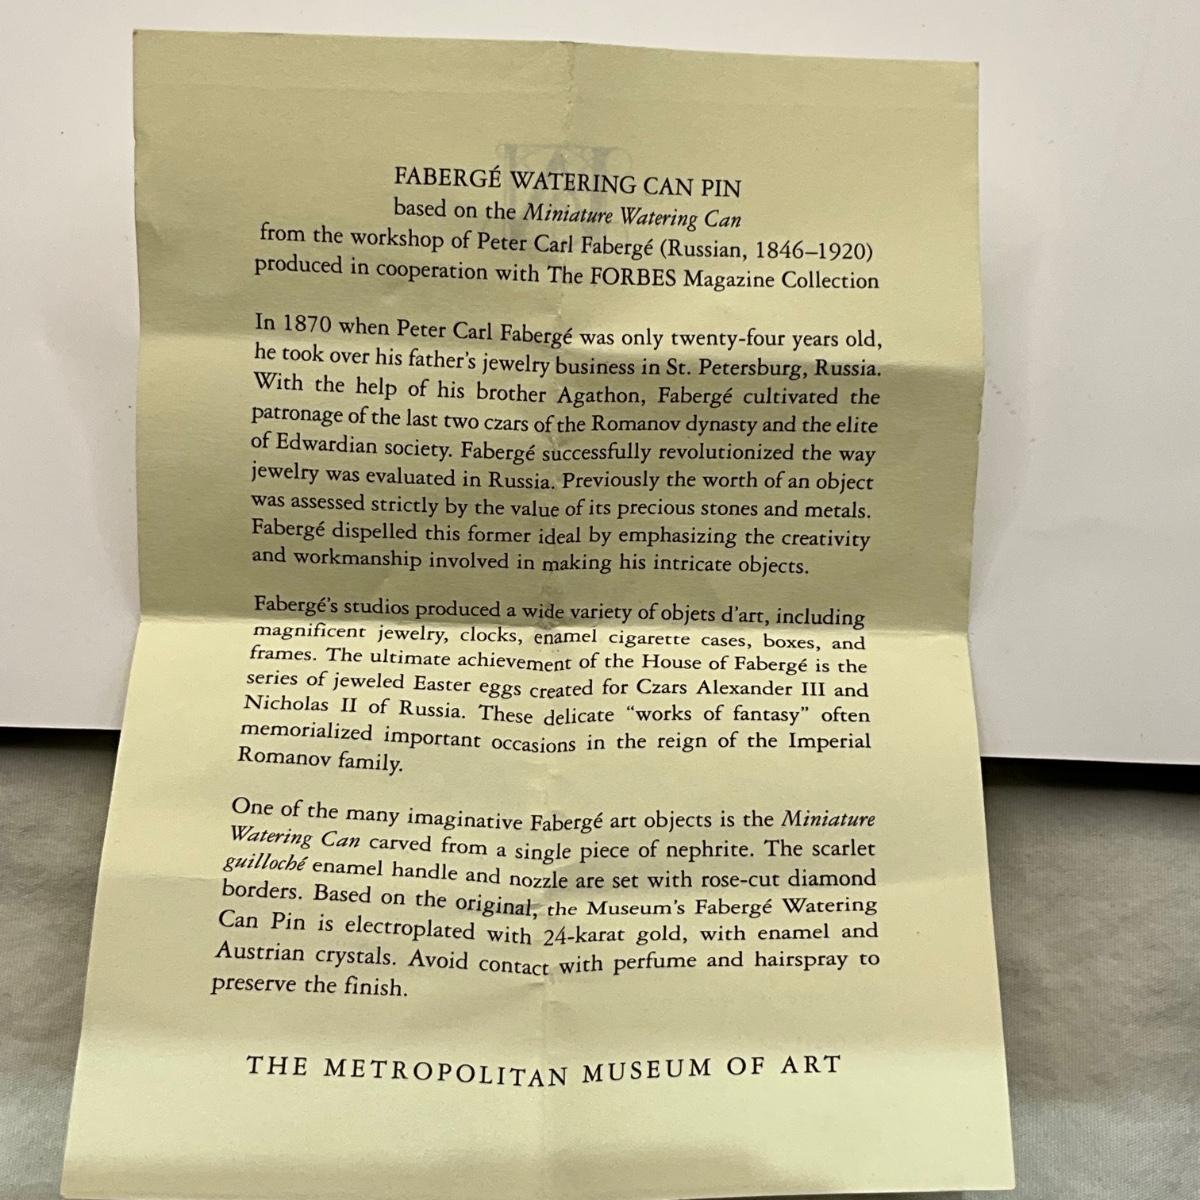 FABERGÉ WATERING CAN PIN
based on the Miniature Watering Can
from the workshop of Peter Carl Fabergé (Russian, 1846–1920)
produced in cooperation with The FORBES Magazine Collection
In 1870 when Peter Carl Fabergé was only twenty-four years old,
he took over his father's jewelry business in St. Petersburg, Russia.
With the help of his brother Agathon, Fabergé cultivated the
patronage of the last two czars of the Romanov dynasty and the elite
of Edwardian society. Fabergé successfully revolutionized the way
jewelry was evaluated in Russia. Previously the worth of an object
was assessed strictly by the value of its precious stones and metals.
Fabergé dispelled this former ideal by emphasizing the creativity
and workmanship involved in making his intricate objects.
Fabergé's studios produced a wide variety of objets d'art, including
magnificent jewelry, clocks, enamel cigarette cases, boxes, and
frames. The ultimate achievement of the House of Fabergé is the
series of jeweled Easter eggs created for Czars Alexander III and
Nicholas II of Russia. These delicate “works of fantasy” often
memorialized important occasions in the reign of the Imperial
Romanov family.
One of the many imaginative Fabergé art objects is the Miniature
Watering Can carved from a single piece of nephrite. The scarlet
guilloché enamel handle and nozzle are set with rose-cut diamond
borders. Based on the original, the Museum's Fabergé Watering
Can Pin is electroplated with 24-karat gold, with enamel and
Austrian crystals. Avoid contact with perfume and hairspray to
preserve the finish.
THE METROPOLITAN MUSEUM OF ART